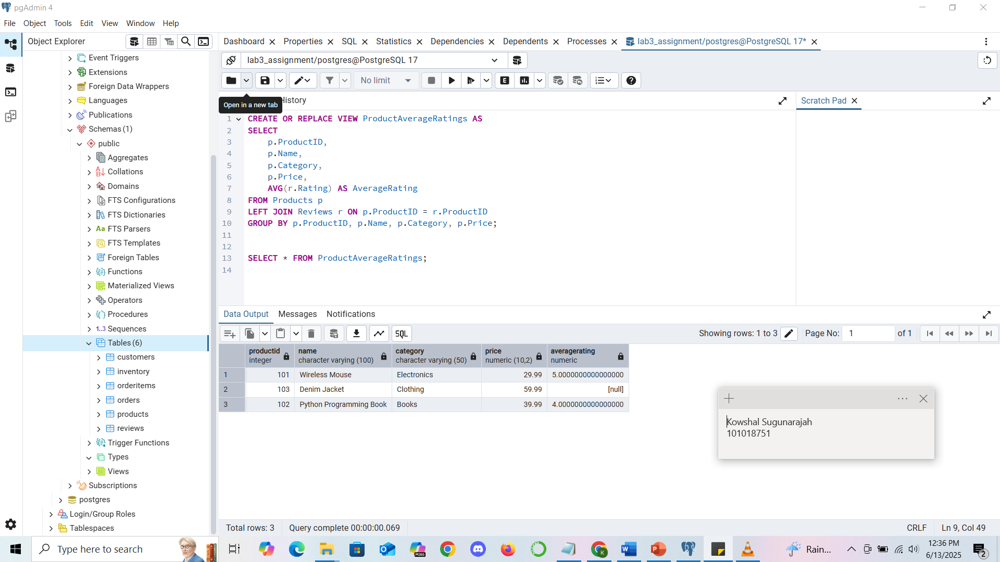 pgAdmin 4
File Object Tools Edit View Window Help
Object Explorer
Dashboard Properties SQL Statistics Dependencies Dependents Processes lab3_assignment/postgres@PostgreSQL 17*
lab3_assignment/postgres@PostgreSQL 17
No limit
E
Open in a new tab
History
Scratch Pad
Event Triggers
Extensions
Foreign Data Wrappers
Languages
Publications
Schemas (1)
public
Aggregates
Collations
Domains
FTS Configurations
FTS Dictionaries
Aa FTS Parsers
FTS Templates
Foreign Tables
Functions
Materialized Views
Operators
Procedures
1..3 Sequences
Tables (6)
customers
inventory
orderitems
orders
products
reviews
Trigger Functions
Types
Views
Subscriptions
postgres
Login/Group Roles
Tablespaces
1 CREATE OR REPLACE VIEW ProductAverageRatings AS
2 SELECT
3 p.ProductID,
4 p.Name,
5 p.Category,
6 p.Price,
7 AVG(r.Rating) AS AverageRating
8 FROM Products p
9 LEFT JOIN Reviews r ON p.ProductID = r.ProductID
10 GROUP BY p.ProductID, p.Name, p.Category, p.Price;
11
12
13 SELECT * FROM ProductAverageRatings;
14
Data Output Messages Notifications
SQL
Showing rows: 1 to 3 Page No: 1 of 1
productid name category price averagerating
integer character varying (100) character varying (50) numeric (10,2) numeric
1 101 Wireless Mouse Electronics 29.99 5.0000000000000000
2 103 Denim Jacket Clothing 59.99 [null]
3 102 Python Programming Book Books 39.99 4.0000000000000000
Kowshal Sugunarajah
101018751
Total rows: 3 Query complete 00:00:00.069 CRLF Ln 9, Col 49
Type here to search
M365
K
Rain...
12:36 PM
6/13/2025
2